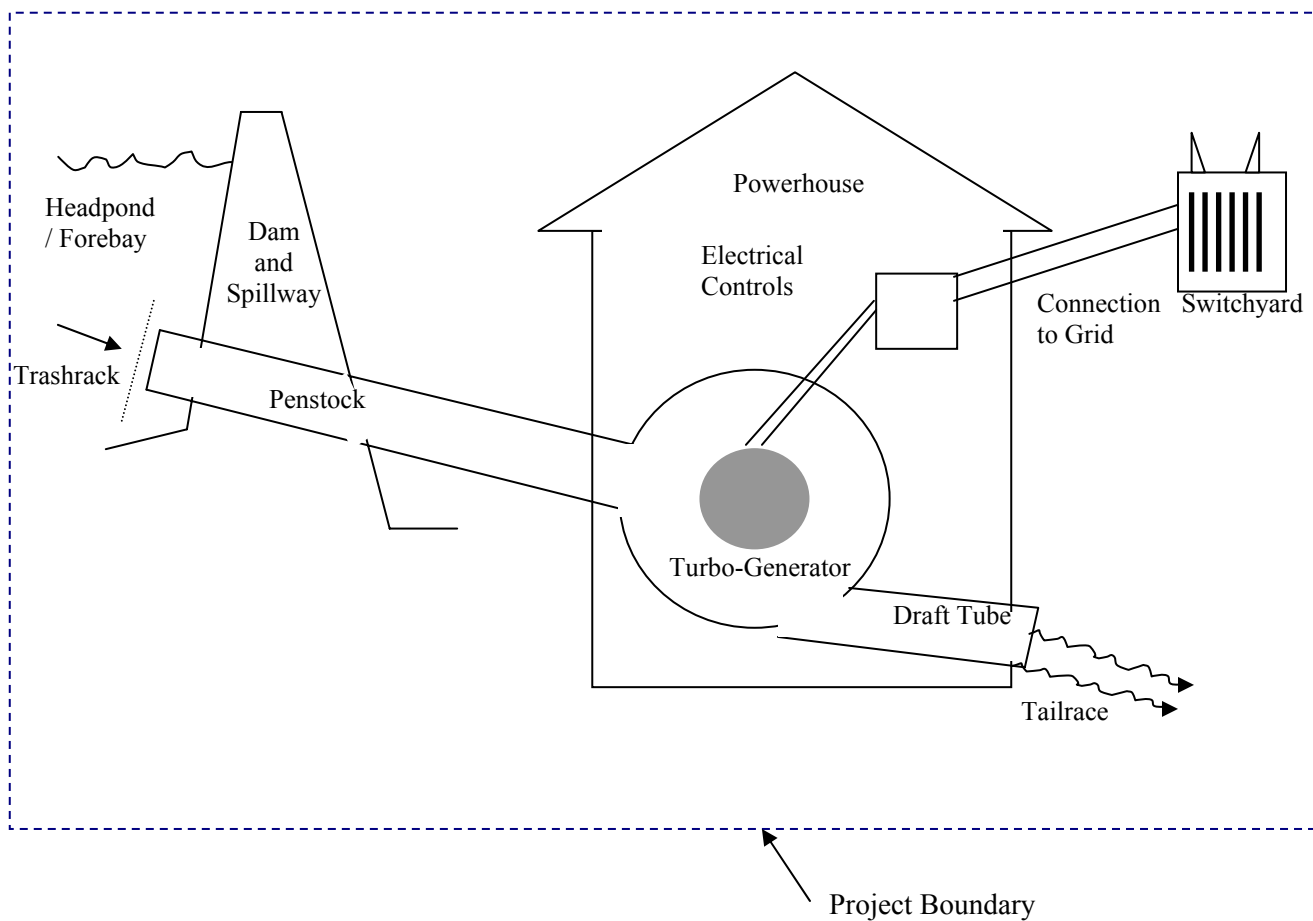 Headpond
/ Forebay
Dam
and
Spillway
Trashrack
Penstock
Powerhouse
Electrical
Controls
Turbo-Generator
Draft Tube
Tailrace
Connection
to Grid
Switchyard
Project Boundary